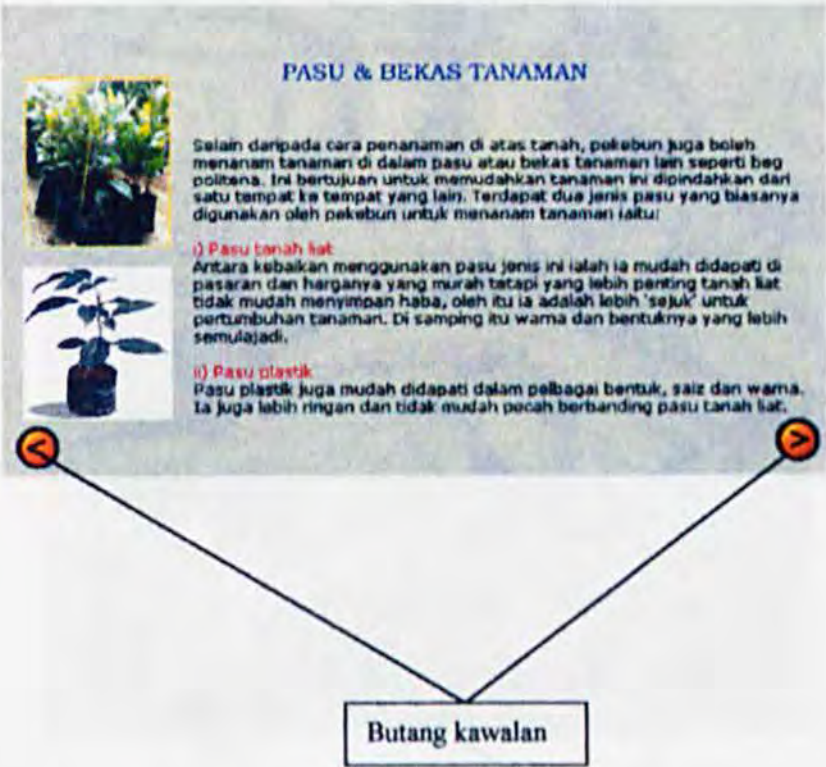 PASU & BEKAS TANAMAN
Selain daripada cara penanaman di atas tanah, pekebun juga boleh
menanam tanaman di dalam pasu atau bekas tanaman lain seperti beg
politena. Ini bertujuan untuk memudahkan tanaman ini dipindahkan dari
satu tempat ke tempat yang lain. Terdapat dua jenis pasu yang biasanya
digunakan oleh pekebun untuk menanam tanaman iaitu:
i) Pasu tanah liat
Antara kebaikan menggunakan pasu jenis ini ialah ia mudah didapati di
pasaran dan harganya yang murah tetapi yang lebih penting tanah liat
tidak mudah menyimpan haba, oleh itu ia adalah lebih 'sejuk' untuk
pertumbuhan tanaman. Di samping itu warna dan bentuknya yang lebih
semulajadi.
ii) Pasu plastik
Pasu plastik juga mudah didapati dalam pelbagai bentuk, saiz dan warna.
Ia juga lebih ringan dan tidak mudah pecah berbanding pasu tanah liat.
< >
Butang kawalan